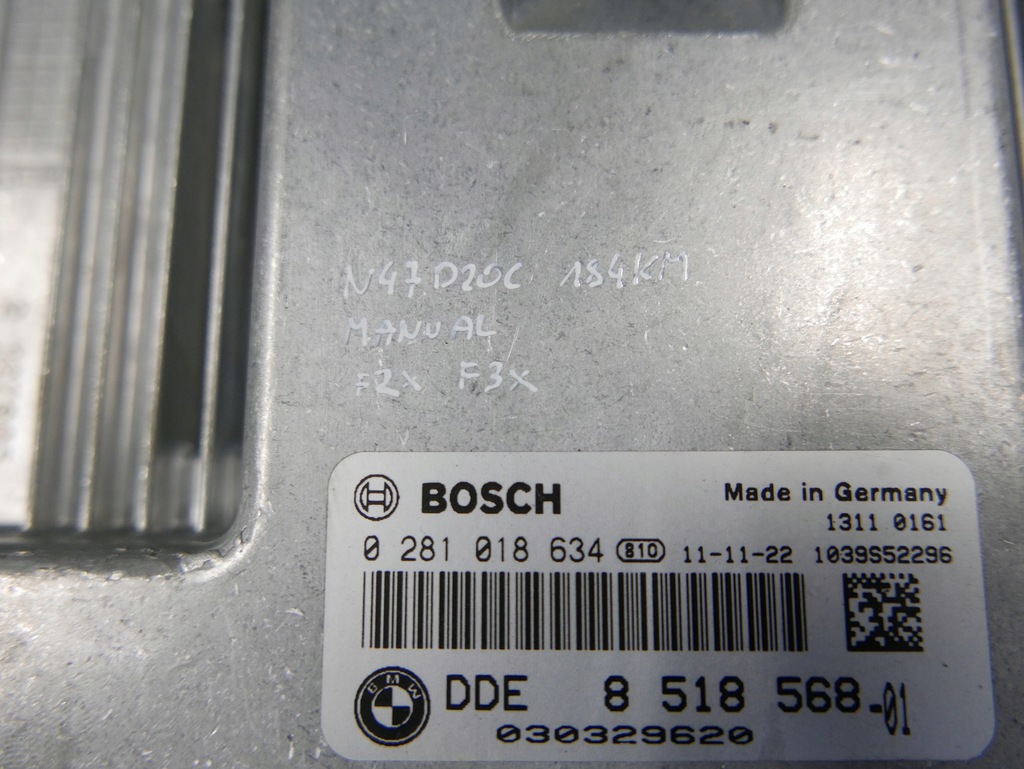 N47D20C 184KM.
MANUAL
F2x F3x
BOSCH
Made in Germany
1311 0161
0 281 018 634 810 11-11-22 1039S52296
BMW
DDE 8 518 568-01
030329620